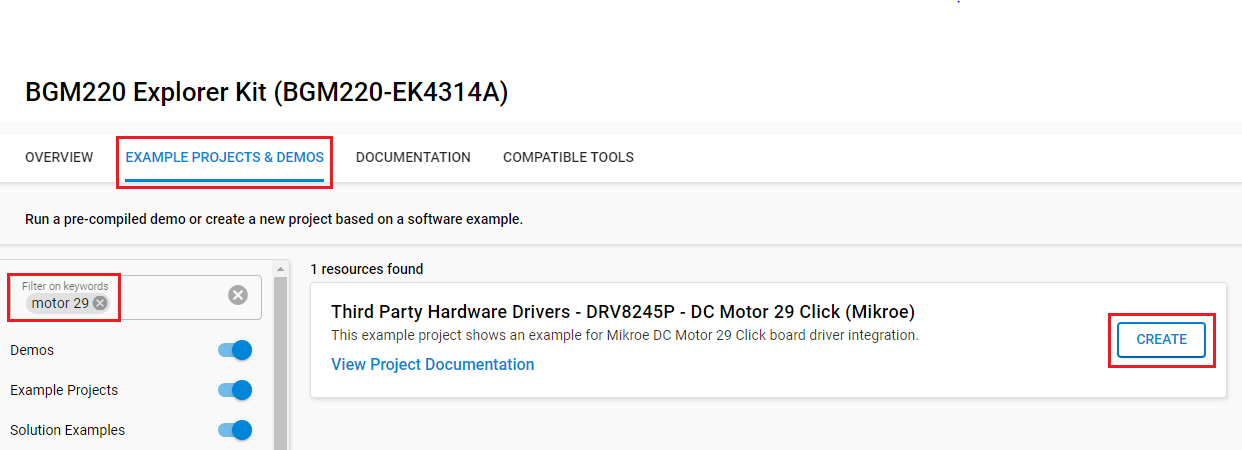 BGM220 Explorer Kit (BGM220-EK4314A)
OVERVIEW EXAMPLE PROJECTS & DEMOS DOCUMENTATION COMPATIBLE TOOLS
Run a pre-compiled demo or create a new project based on a software example.
Filter on keywords
motor 29
Demos
Example Projects
Solution Examples
1 resources found
Third Party Hardware Drivers - DRV8245P - DC Motor 29 Click (Mikroe)
This example project shows an example for Mikroe DC Motor 29 Click board driver integration.
View Project Documentation
CREATE